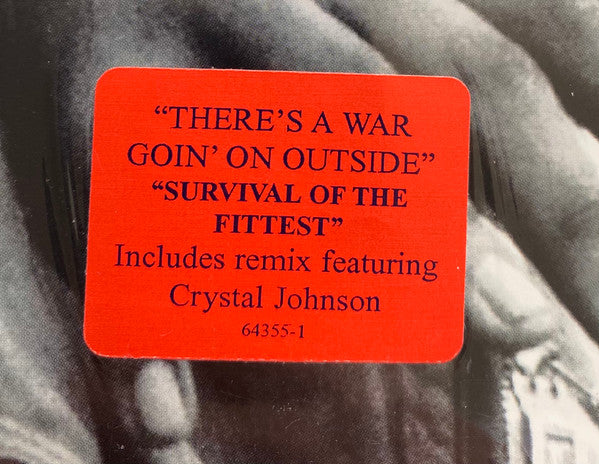 “THERE’S A WAR
GOIN’ ON OUTSIDE”
“SURVIVAL OF THE
FITTEST”
Includes remix featuring
Crystal Johnson
64355-1